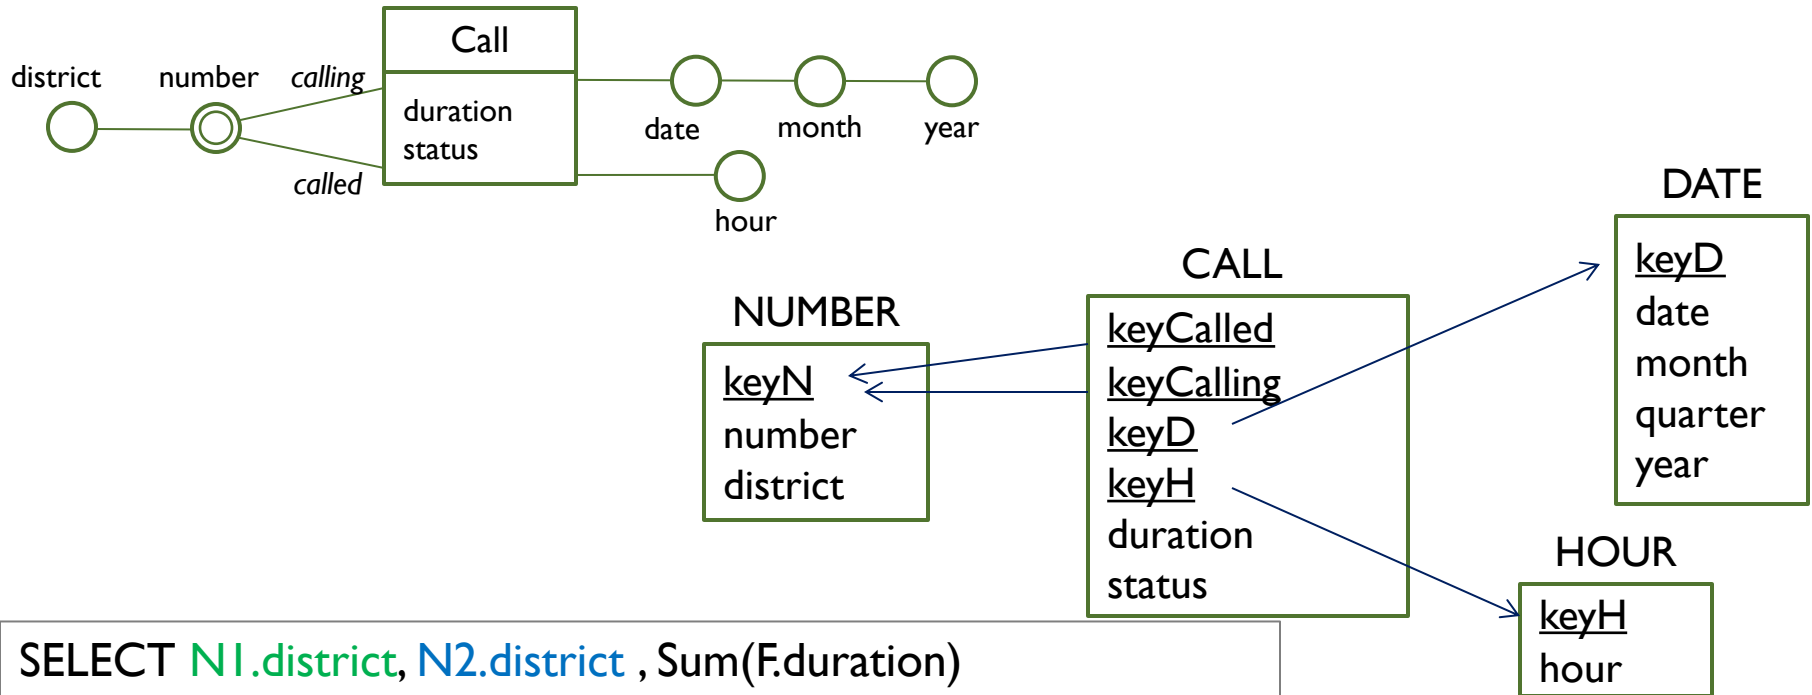 Call
district
number
calling
duration
status
called
date
month
year
hour
NUMBER
keyN
number
district
CALL
keyCalled
keyCalling
keyD
keyH
duration
status
DATE
keyD
date
month
quarter
year
HOUR
keyH
hour
SELECT N1.district, N2.district , Sum(F.duration)